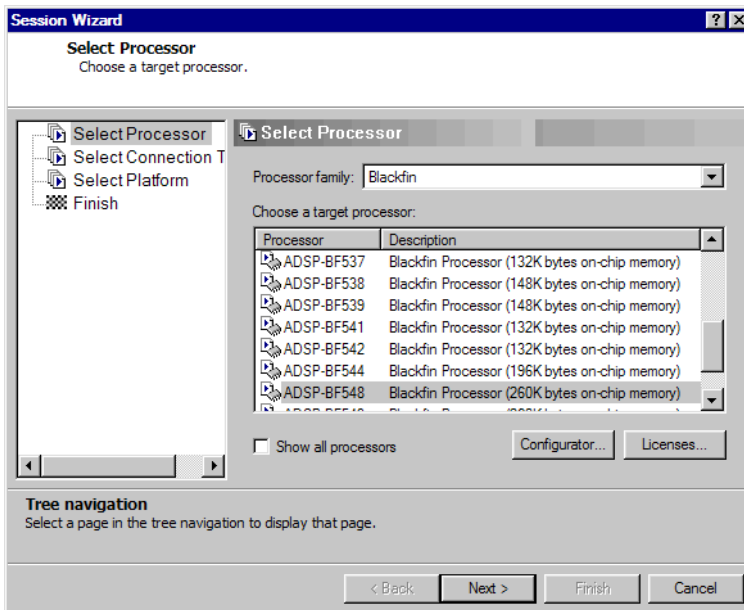 Session Wizard
Select Processor
Choose a target processor.
Select Processor
Select Connection T
Select Platform
Finish
Select Processor
Processor family: Blackfin
Choose a target processor:
Processor Description
ADSP-BF537 Blackfin Processor (132K bytes on-chip memory)
ADSP-BF538 Blackfin Processor (148K bytes on-chip memory)
ADSP-BF539 Blackfin Processor (148K bytes on-chip memory)
ADSP-BF541 Blackfin Processor (132K bytes on-chip memory)
ADSP-BF542 Blackfin Processor (132K bytes on-chip memory)
ADSP-BF544 Blackfin Processor (196K bytes on-chip memory)
ADSP-BF548 Blackfin Processor (260K bytes on-chip memory)
Show all processors
Configurator... Licenses...
Tree navigation
Select a page in the tree navigation to display that page.
< Back Next > Finish Cancel